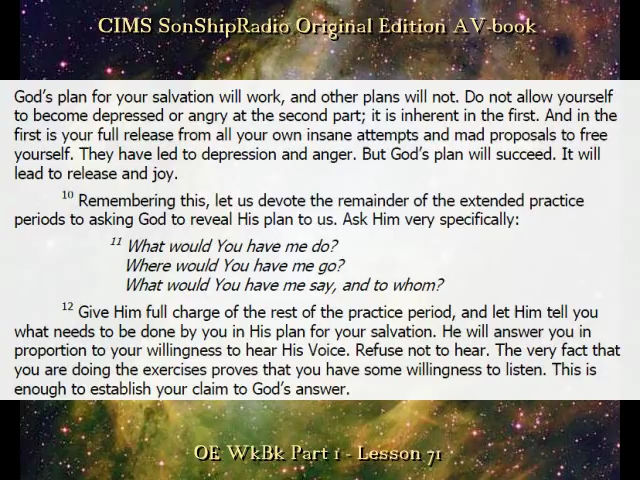 CIMS SonShipRadio Original Edition AV-book
God's plan for your salvation will work, and other plans will not. Do not allow yourself
to become depressed or angry at the second part; it is inherent in the first. And in the
first is your full release from all your own insane attempts and mad proposals to free
yourself. They have led to depression and anger. But God's plan will succeed. It will
lead to release and joy.
10 Remembering this, let us devote the remainder of the extended practice
periods to asking God to reveal His plan to us. Ask Him very specifically:
11 What would You have me do?
Where would You have me go?
What would You have me say, and to whom?
12 Give Him full charge of the rest of the practice period, and let Him tell you
what needs to be done by you in His plan for your salvation. He will answer you in
proportion to your willingness to hear His Voice. Refuse not to hear. The very fact that
you are doing the exercises proves that you have some willingness to listen. This is
enough to establish your claim to God's answer.
OE WkBk Part 1 - Lesson 71